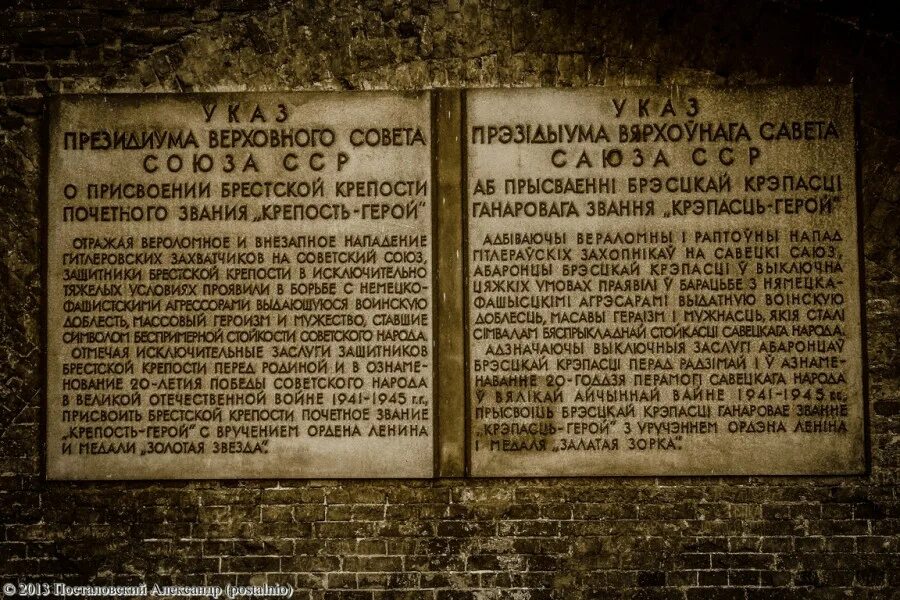 УКАЗ
ПРЕЗИДИУМА ВЕРХОВНОГО СОВЕТА
СОЮЗА ССР
О ПРИСВОЕНИИ БРЕСТСКОЙ КРЕПОСТИ
ПОЧЕТНОГО ЗВАНИЯ „КРЕПОСТЬ-ГЕРОЙ“
ОТРАЖАЯ ВЕРОЛОМНОЕ И ВНЕЗАПНОЕ НАПАДЕНИЕ
ГИТЛЕРОВСКИХ ЗАХВАТЧИКОВ НА СОВЕТСКИЙ СОЮЗ,
ЗАЩИТНИКИ БРЕСТСКОЙ КРЕПОСТИ В ИСКЛЮЧИТЕЛЬНО
ТЯЖЕЛЫХ УСЛОВИЯХ ПРОЯВИЛИ В БОРЬБЕ С НЕМЕЦКО-
ФАШИСТСКИМИ АГРЕССОРАМИ ВЫДАЮЩУЮСЯ ВОИНСКУЮ
ДОБЛЕСТЬ, МАССОВЫЙ ГЕРОИЗМ И МУЖЕСТВО, СТАВШИЕ
СИМВОЛОМ БЕСПРИМЕРНОЙ СТОЙКОСТИ СОВЕТСКОГО НАРОДА.
ОТМЕЧАЯ ИСКЛЮЧИТЕЛЬНЫЕ ЗАСЛУГИ ЗАЩИТНИКОВ
БРЕСТСКОЙ КРЕПОСТИ ПЕРЕД РОДИНОЙ И В ОЗНАМЕ-
НОВАНИЕ 20-ЛЕТИЯ ПОБЕДЫ СОВЕТСКОГО НАРОДА
В ВЕЛИКОЙ ОТЕЧЕСТВЕННОЙ ВОЙНЕ 1941-1945 г.г.,
ПРИСВОИТЬ БРЕСТСКОЙ КРЕПОСТИ ПОЧЕТНОЕ ЗВАНИЕ
„КРЕПОСТЬ-ГЕРОЙ“ С ВРУЧЕНИЕМ ОРДЕНА ЛЕНИНА
И МЕДАЛИ „ЗОЛОТАЯ ЗВЕЗДА“.
УКАЗ
ПРЭЗІДЫУМА ВЯРХОЎНАГА САВЕТА
САЮЗА ССР
АБ ПРЫСВАЕННІ БРЭСЦКАЙ КРЭПАСЦІ
ГАНАРОВАГА ЗВАННЯ „КРЭПАСЦЬ-ГЕРОЙ“
АДБІВАЮЧЫ ВЕРАЛОМНЫ І РАПТОЎНЫ НАПАД
ГІТЛЕРАЎСКІХ ЗАХОПНІКАЎ НА САВЕЦКІ САЮЗ,
АБАРОНЦЫ БРЭСЦКАЙ КРЭПАСЦІ Ў ВЫКЛЮЧНА
ЦЯЖКІХ УМОВАХ ПРАЯВІЛІ Ў БАРАЦЬБЕ З НЯМЕЦКА-
ФАШЫСЦКІМІ АГРЭСАРАМІ ВЫДАТНУЮ ВОІНСКУЮ
ДОБЛЕСЦЬ, МАСАВЫ ГЕРАІЗМ І МУЖНАСЦЬ, ЯКІЯ СТАЛІ
СІМВАЛАМ БЯСПРЫКЛАДНАЙ СТОЙКАСЦІ САВЕЦКАГА НАРОДА.
АДЗНАЧАЮЧЫ ВЫКЛЮЧНЫЯ ЗАСЛУГІ АБАРОНЦАЎ
БРЭСЦКАЙ КРЭПАСЦІ ПЕРАД РАДЗІМАЙ І Ў АЗНАМЕ-
НАВАННЕ 20-ГОДДЗЯ ПЕРАМОГІ САВЕЦКАГА НАРОДА
Ў ВЯЛІКАЙ АЙЧЫННАЙ ВАЙНЕ 1941-1945 гг.,
ПРЫСВОІЦЬ БРЭСЦКАЙ КРЭПАСЦІ ГАНАРОВАЕ ЗВАННЕ
„КРЭПАСЦЬ-ГЕРОЙ“ З УРУЧЭННЕМ ОРДЭНА ЛЕНІНА
І МЕДАЛЯ „ЗАЛАТАЯ ЗОРКА“.
© 2013 Постановский Александр (postalnio)